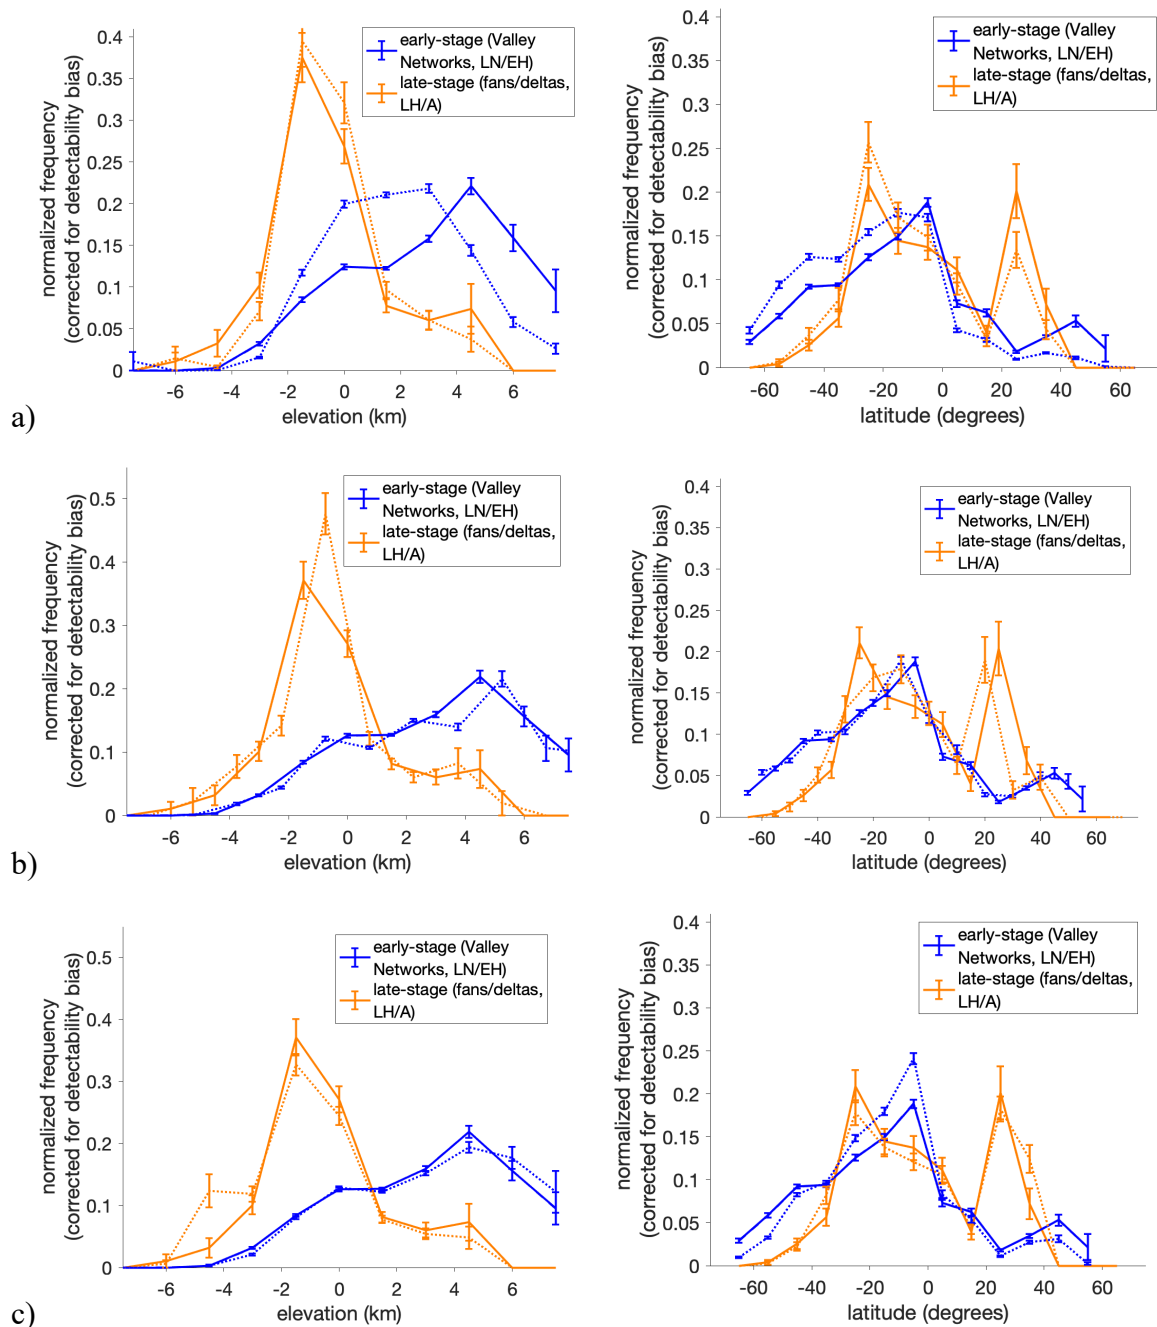 normalized frequency
(corrected for detectability bias)
0.4
0.35
0.3
0.25
0.2
0.15
0.1
0.05
0
-6
-4
-2
0
2
4
6
elevation (km)
early-stage (Valley
Networks, LN/EH)
late-stage (fans/deltas,
LH/A)
normalized frequency
(corrected for detectability bias)
0.4
0.35
0.3
0.25
0.2
0.15
0.1
0.05
0
-60
-40
-20
0
20
40
60
latitude (degrees)
early-stage (Valley
Networks, LN/EH)
late-stage (fans/deltas,
LH/A)
a)
normalized frequency
(corrected for detectability bias)
0.5
0.4
0.3
0.2
0.1
0
-6
-4
-2
0
2
4
6
elevation (km)
early-stage (Valley
Networks, LN/EH)
late-stage (fans/deltas,
LH/A)
normalized frequency
(corrected for detectability bias)
0.4
0.35
0.3
0.25
0.2
0.15
0.1
0.05
0
-60
-40
-20
0
20
40
60
latitude (degrees)
early-stage (Valley
Networks, LN/EH)
late-stage (fans/deltas,
LH/A)
b)
normalized frequency
(corrected for detectability bias)
0.5
0.4
0.3
0.2
0.1
0
-6
-4
-2
0
2
4
6
elevation (km)
early-stage (Valley
Networks, LN/EH)
late-stage (fans/deltas,
LH/A)
normalized frequency
(corrected for detectability bias)
0.4
0.35
0.3
0.25
0.2
0.15
0.1
0.05
0
-60
-40
-20
0
20
40
60
latitude (degrees)
early-stage (Valley
Networks, LN/EH)
late-stage (fans/deltas,
LH/A)
c)